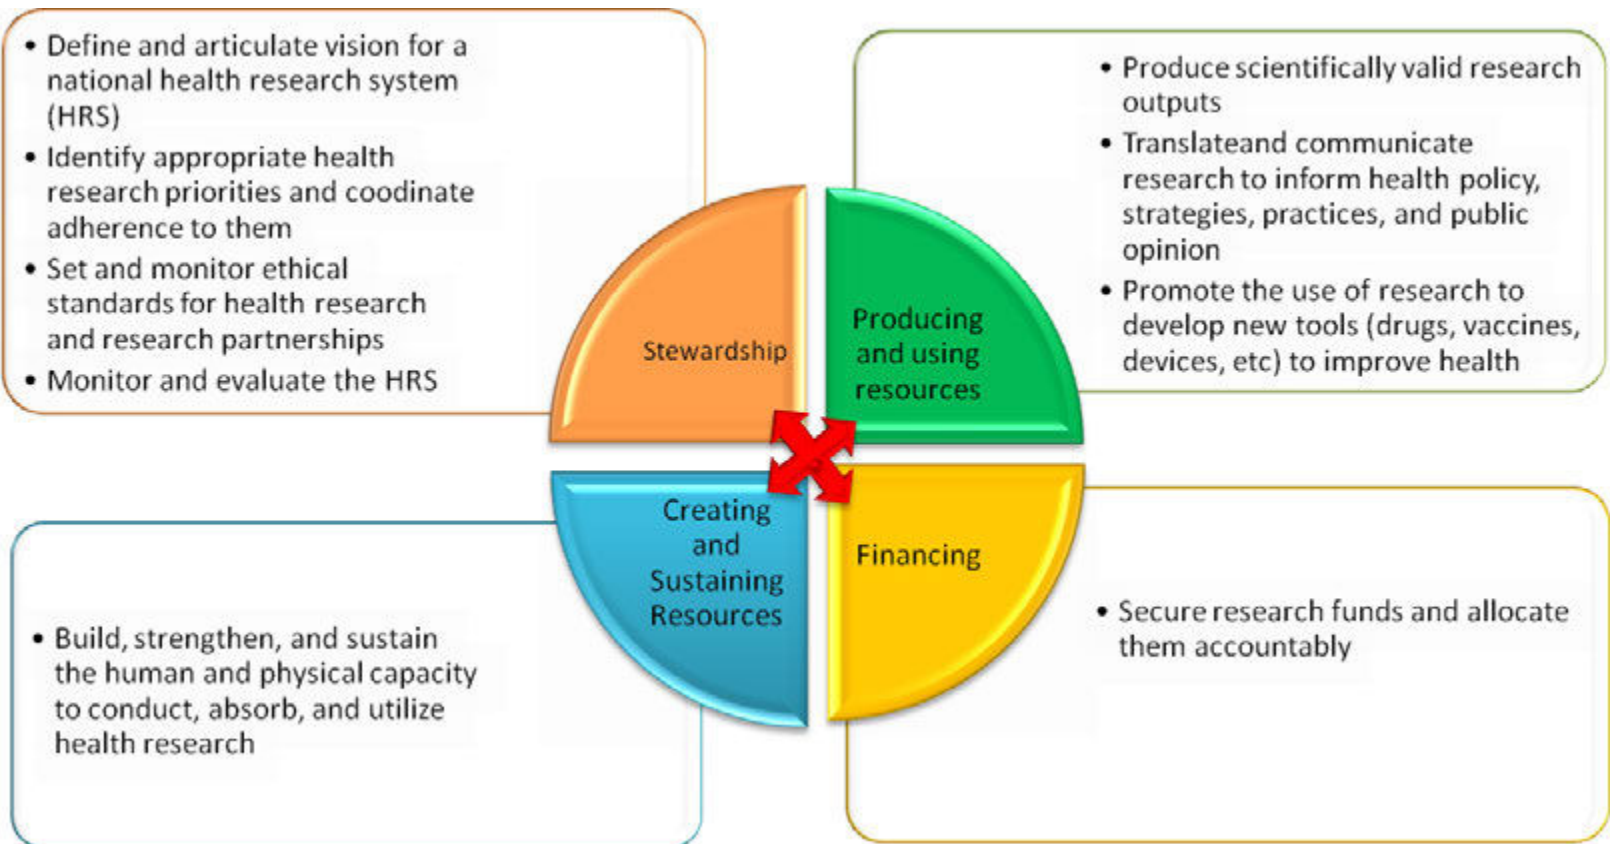 • Define and articulate vision for a
national health research system
(HRS)
• Identify appropriate health
research priorities and coodinate
adherence to them
• Set and monitor ethical
standards for health research
and research partnerships
• Monitor and evaluate the HRS
• Produce scientifically valid research
outputs
• Translateand communicate
research to inform health policy,
strategies, practices, and public
opinion
• Promote the use of research to
develop new tools (drugs, vaccines,
devices, etc) to improve health
Stewardship
Producing
and using
resources
Creating
and
Sustaining
Resources
Financing
• Build, strengthen, and sustain
the human and physical capacity
to conduct, absorb, and utilize
health research
• Secure research funds and allocate
them accountably